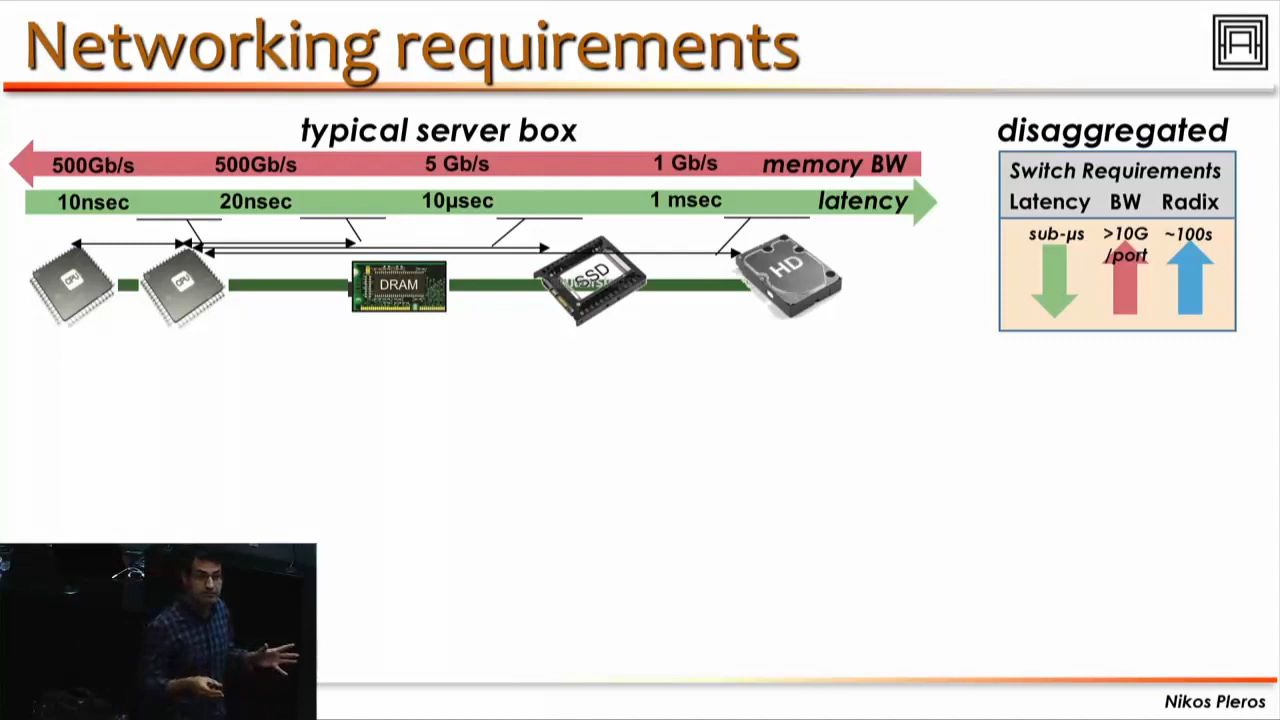 Networking requirements
typical server box
500Gb/s 500Gb/s 5 Gb/s 1 Gb/s memory BW
10nsec 20nsec 10μsec 1 msec latency
CPU CPU DRAM SSD HD
disaggregated
Switch Requirements
Latency BW Radix
sub-μs >10G ~100s
/port
Nikos Pleros